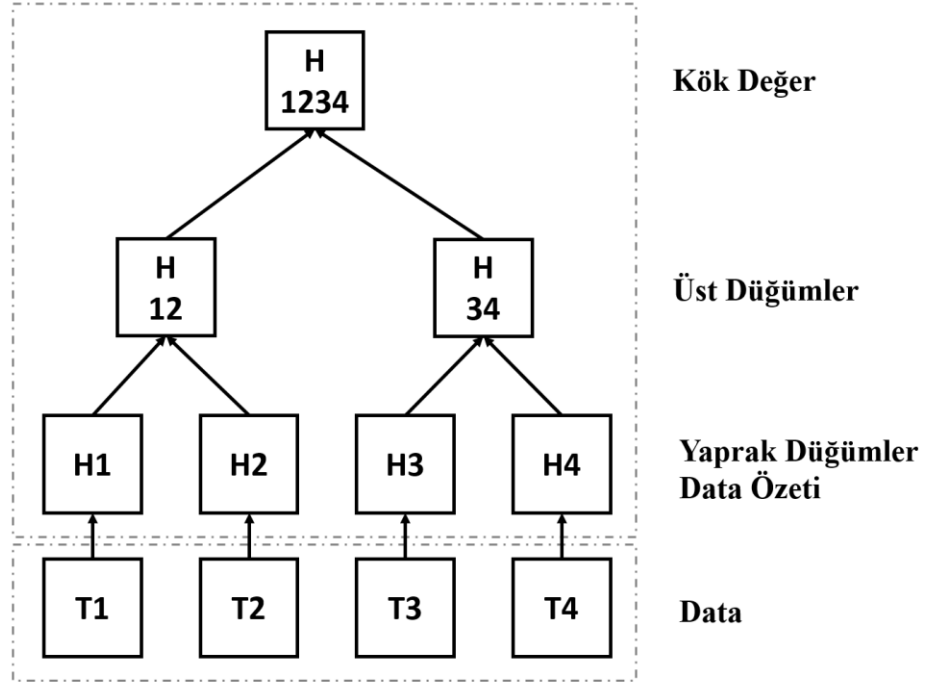 H
1234
Kök Değer
H
12
H
34
Üst Düğümler
H1
H2
H3
H4
Yaprak Düğümler
Data Özeti
T1
T2
T3
T4
Data